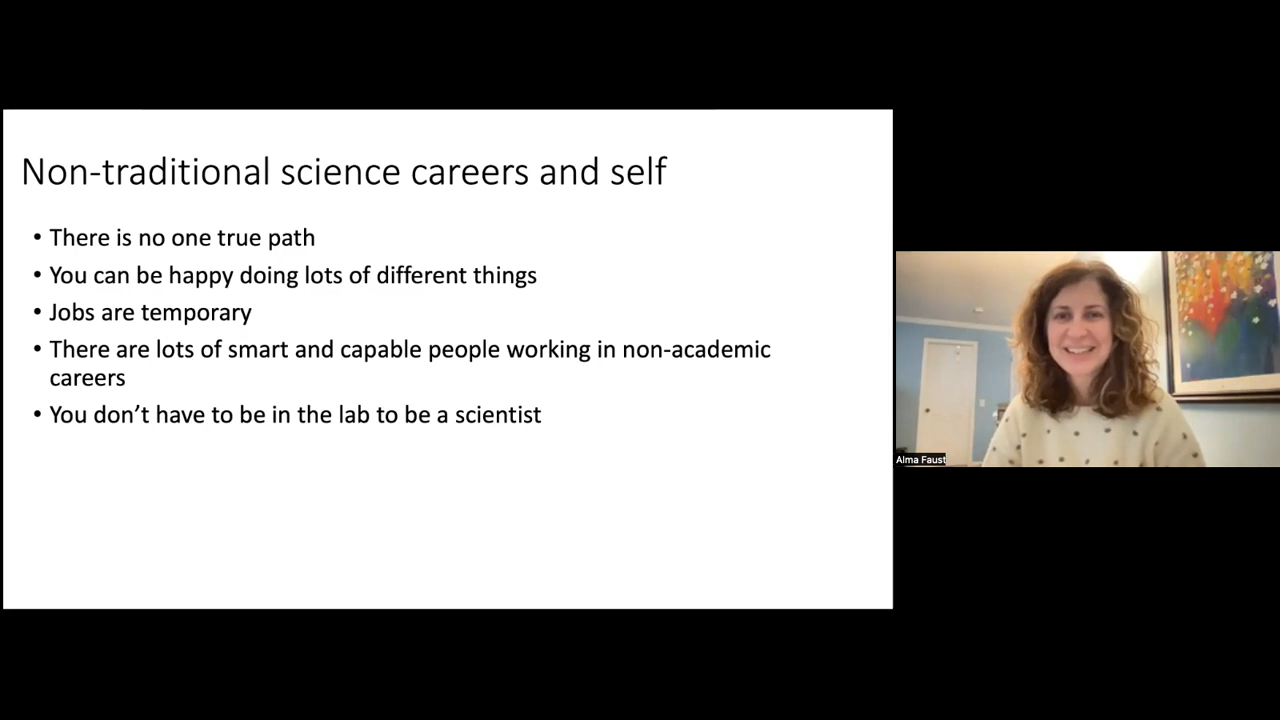 Non-traditional science careers and self
• There is no one true path
• You can be happy doing lots of different things
• Jobs are temporary
• There are lots of smart and capable people working in non-academic
careers
• You don’t have to be in the lab to be a scientist
Alma Faust